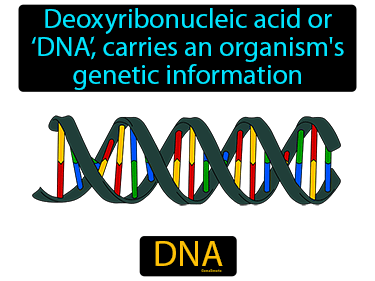 Deoxyribonucleic acid or
‘DNA’, carries an organism's
genetic information
DNA